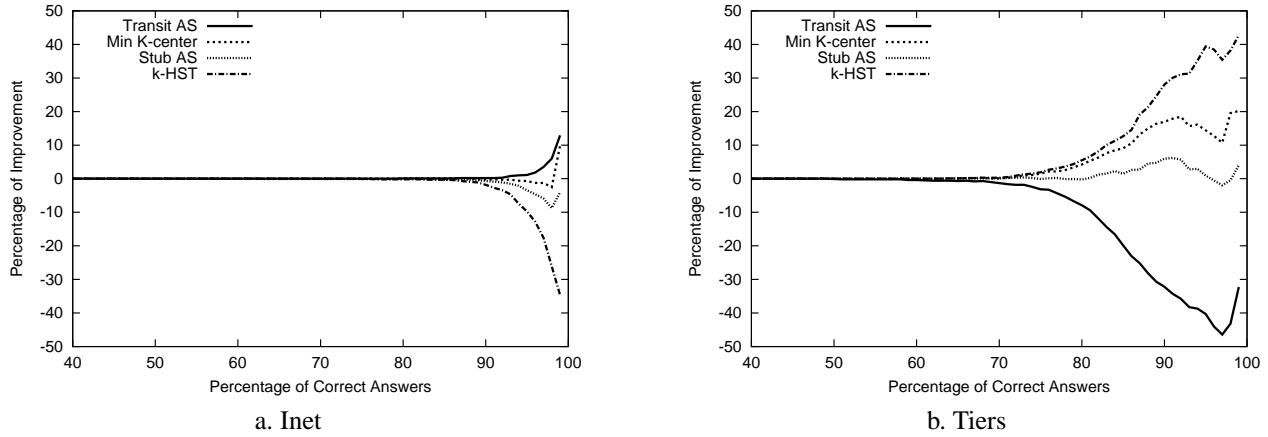 Transit AS
Min K-center
Stub AS
k-HST
50
40
30
20
10
0
-10
-20
-30
-40
-50
Percentage of Improvement
40 50 60 70 80 90 100
Percentage of Correct Answers
a. Inet
Transit AS
Min K-center
Stub AS
k-HST
50
40
30
20
10
0
-10
-20
-30
-40
-50
Percentage of Improvement
40 50 60 70 80 90 100
Percentage of Correct Answers
b. Tiers